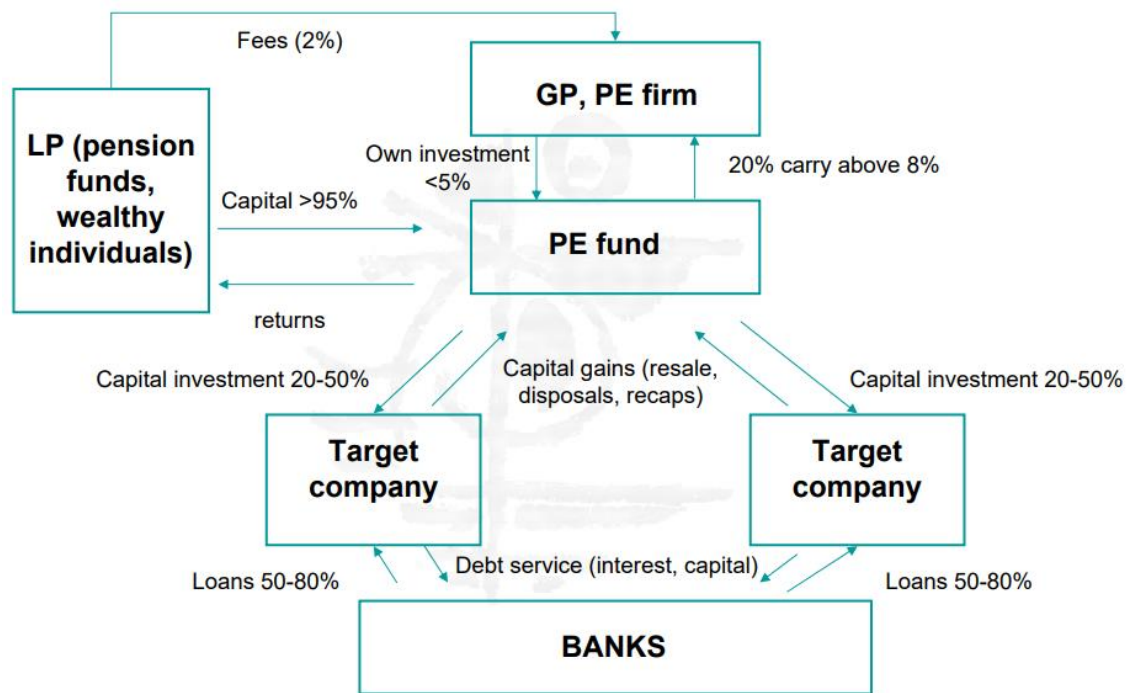 Fees (2%)
GP, PE firm
LP (pension
funds,
wealthy
individuals)
Own investment
<5%
20% carry above 8%
Capital >95%
PE fund
returns
Capital investment 20-50%
Capital gains (resale,
disposals, recaps)
Capital investment 20-50%
Target
company
Target
company
Debt service (interest, capital)
Loans 50-80%
Loans 50-80%
BANKS